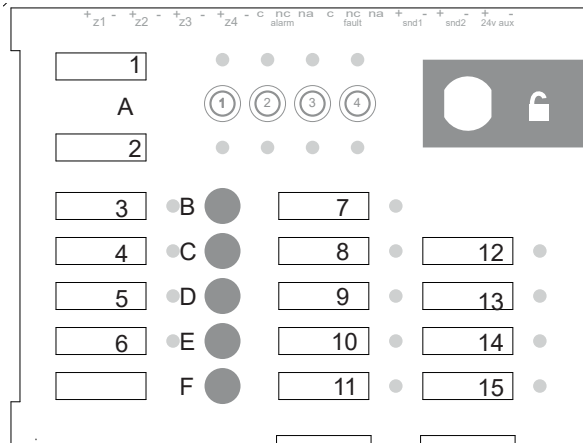 + - + - + - + - c nc na c nc na + - + - + -
z1 z2 z3 z4 alarm fault snd1 snd2 24v aux
1
A
1 2 3 4
2
3 B 7
4 C 8 12
5 D 9 13
6 E 10 14
F 11 15